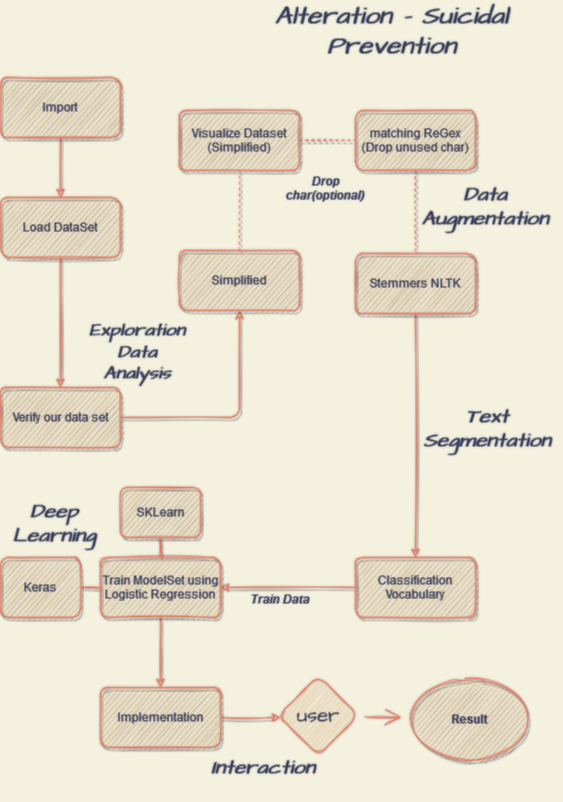 Alteration - Suicidal
Prevention
Import
Visualize Dataset
(Simplified)
matching ReGex
(Drop unused char)
Drop
char(optional)
Data
Augmentation
Load DataSet
Simplified
Stemmers NLTK
Exploration
Data
Analysis
Verify our data set
Text
Segmentation
SKLearn
Deep
Learning
Keras
Train ModelSet using
Logistic Regression
Train Data
Classification
Vocabulary
Implementation
user
Result
Interaction